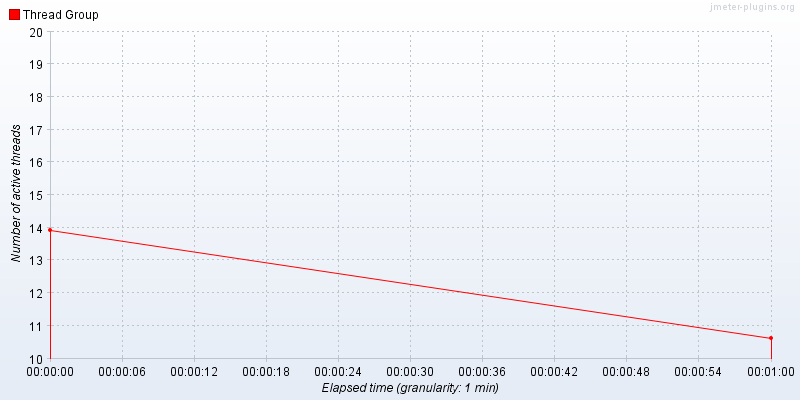 jmeter-plugins.org
Thread Group
20
19
18
17
16
15
14
13
12
11
10
Number of active threads
00:00:00 00:00:06 00:00:12 00:00:18 00:00:24 00:00:30 00:00:36 00:00:42 00:00:48 00:00:54 00:01:00
Elapsed time (granularity: 1 min)